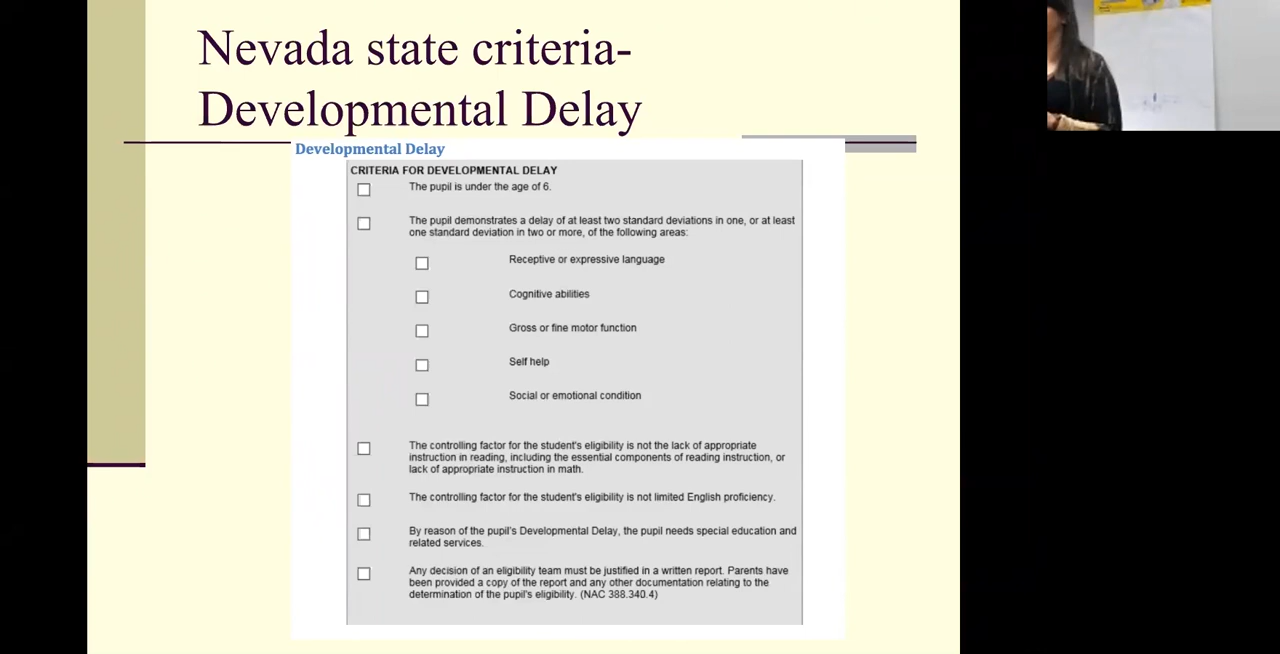 Nevada state criteria-
Developmental Delay
Developmental Delay
CRITERIA FOR DEVELOPMENTAL DELAY
The pupil is under the age of 6.
The pupil demonstrates a delay of at least two standard deviations in one, or at least
one standard deviation in two or more, of the following areas:
Receptive or expressive language
Cognitive abilities
Gross or fine motor function
Self help
Social or emotional condition
The controlling factor for the student's eligibility is not the lack of appropriate
instruction in reading, including the essential components of reading instruction, or
lack of appropriate instruction in math.
The controlling factor for the student's eligibility is not limited English proficiency.
By reason of the pupil's Developmental Delay, the pupil needs special education and
related services.
Any decision of an eligibility team must be justified in a written report. Parents have
been provided a copy of the report and any other documentation relating to the
determination of the pupil's eligibility. (NAC 388.340.4)